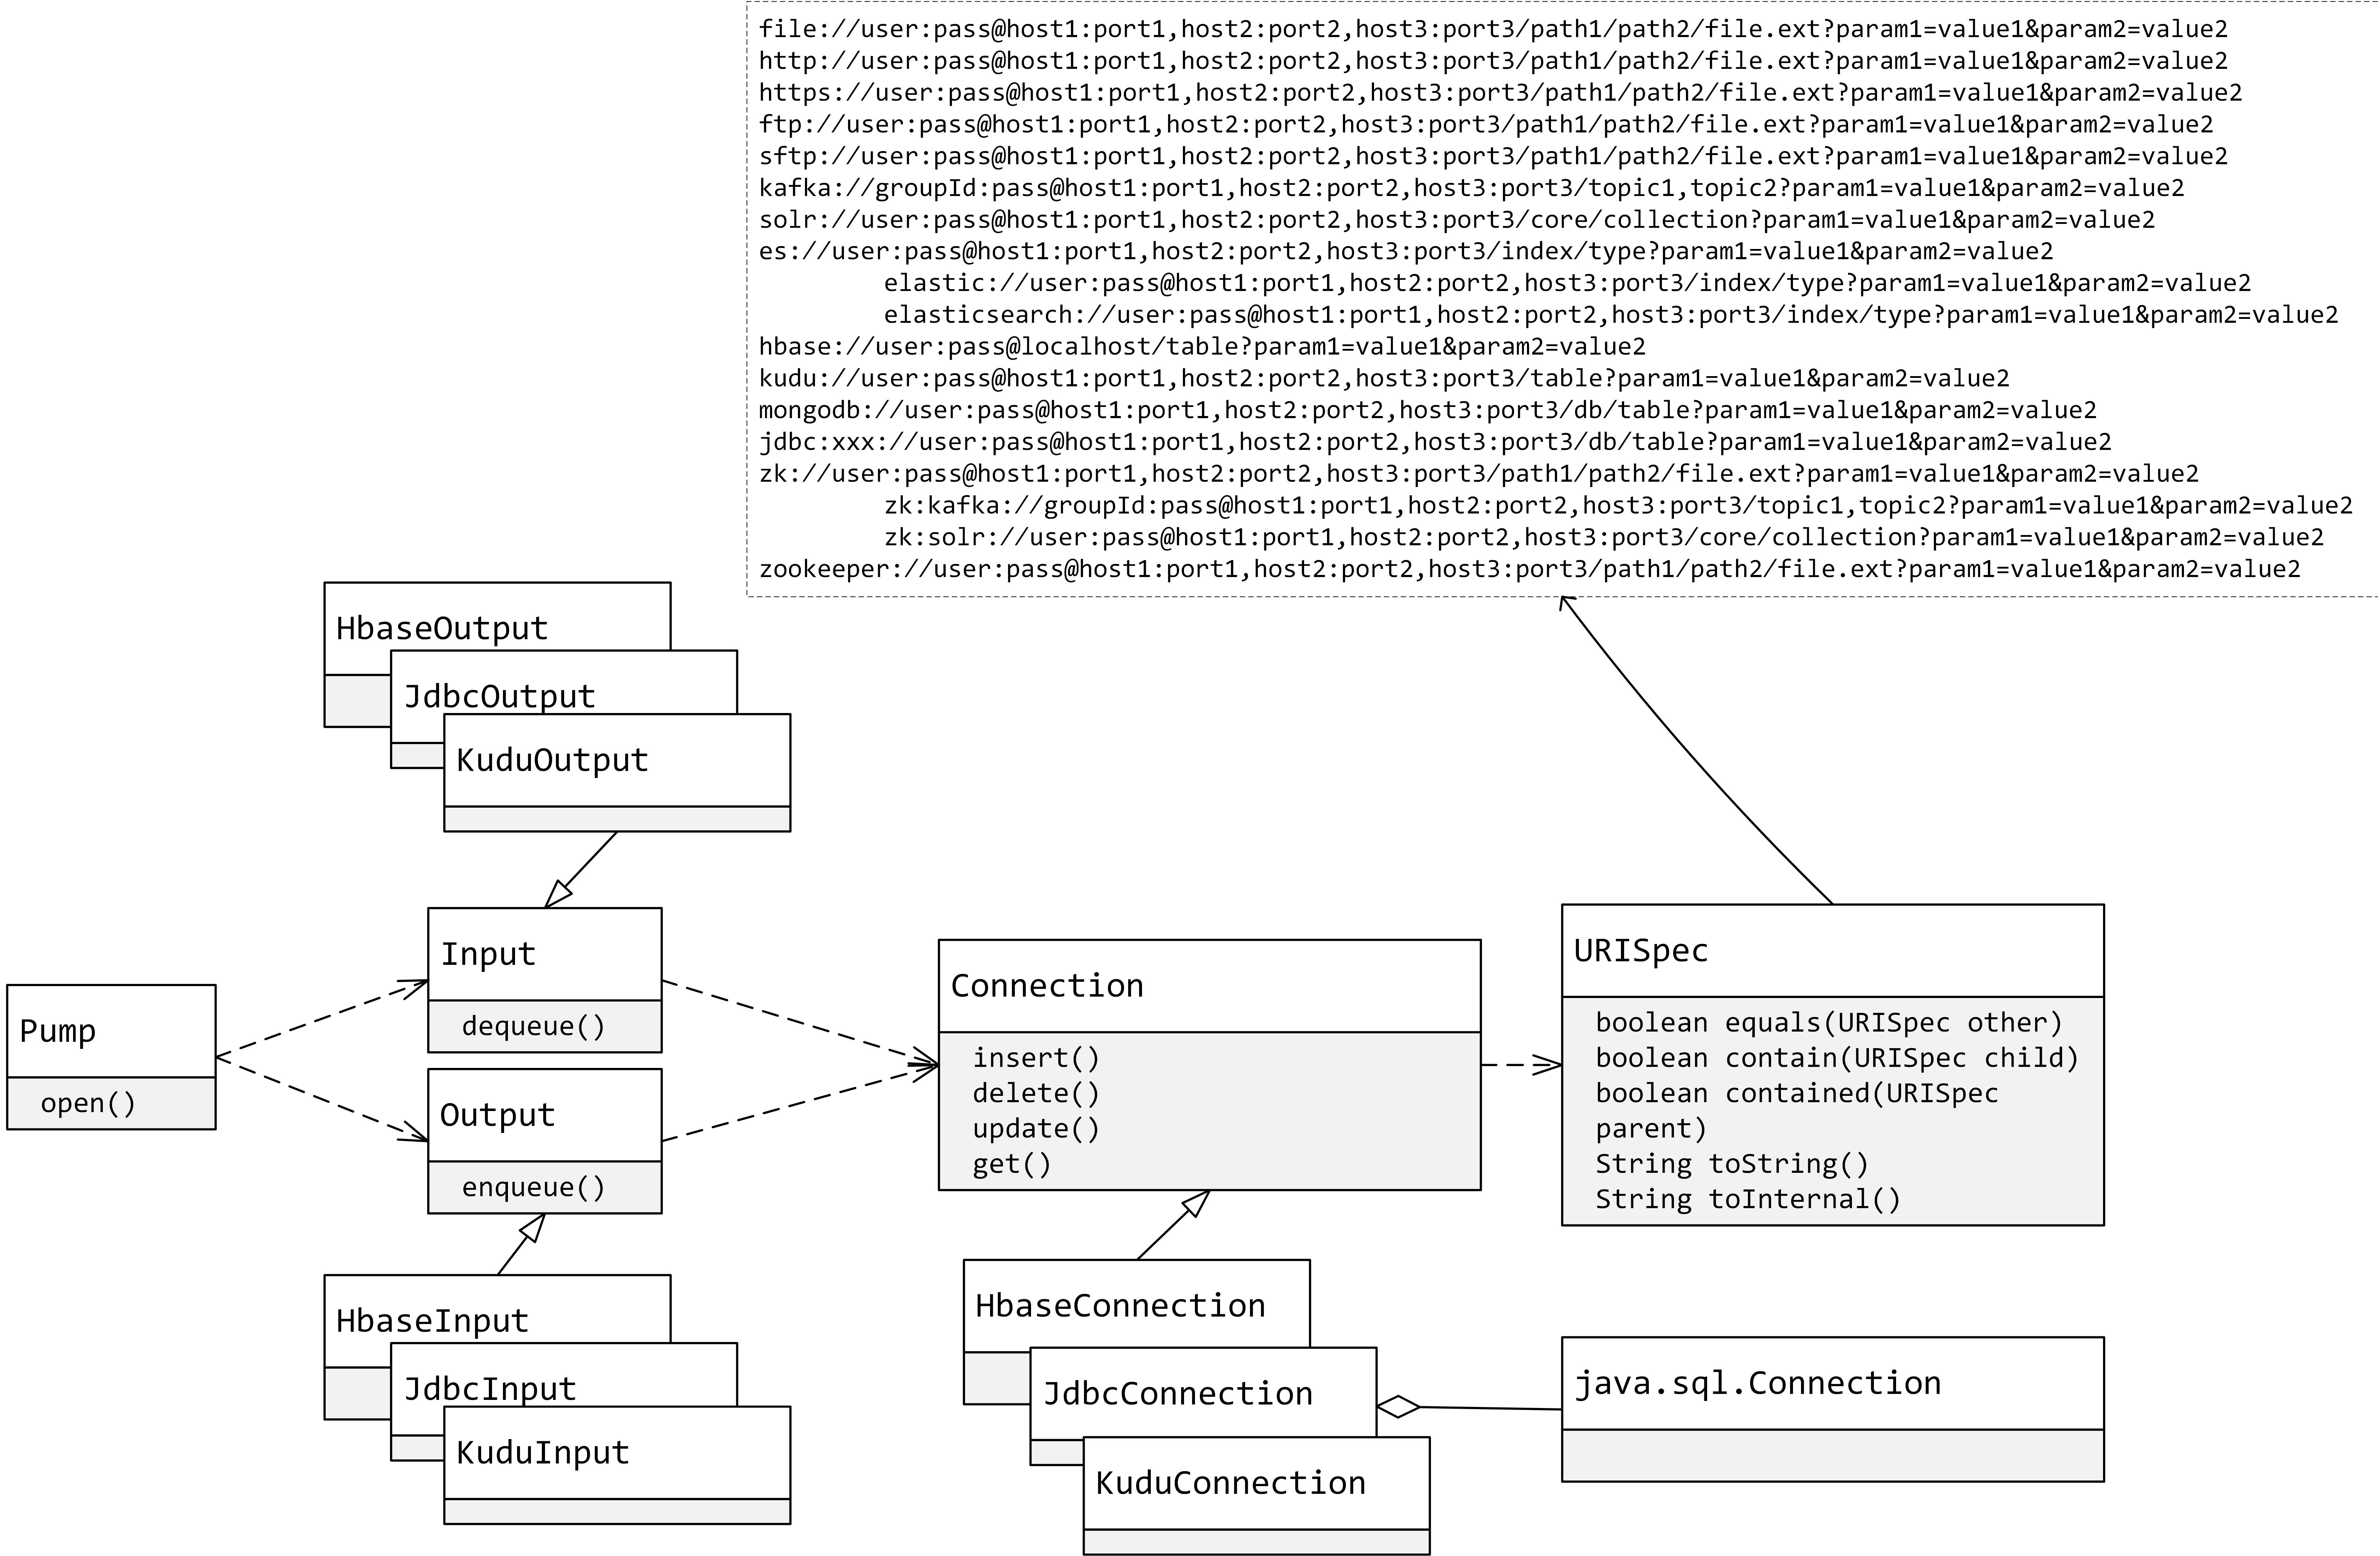 file://user:pass@host1:port1,host2:port2,host3:port3/path1/path2/file.ext?param1=value1&param2=value2
http://user:pass@host1:port1,host2:port2,host3:port3/path1/path2/file.ext?param1=value1&param2=value2
https://user:pass@host1:port1,host2:port2,host3:port3/path1/path2/file.ext?param1=value1&param2=value2
ftp://user:pass@host1:port1,host2:port2,host3:port3/path1/path2/file.ext?param1=value1&param2=value2
sftp://user:pass@host1:port1,host2:port2,host3:port3/path1/path2/file.ext?param1=value1&param2=value2
kafka://groupId:pass@host1:port1,host2:port2,host3:port3/topic1,topic2?param1=value1&param2=value2
solr://user:pass@host1:port1,host2:port2,host3:port3/core/collection?param1=value1&param2=value2
es://user:pass@host1:port1,host2:port2,host3:port3/index/type?param1=value1&param2=value2
elastic://user:pass@host1:port1,host2:port2,host3:port3/index/type?param1=value1&param2=value2
elasticsearch://user:pass@host1:port1,host2:port2,host3:port3/index/type?param1=value1&param2=value2
hbase://user:pass@localhost/table?param1=value1&param2=value2
kudu://user:pass@host1:port1,host2:port2,host3:port3/table?param1=value1&param2=value2
mongodb://user:pass@host1:port1,host2:port2,host3:port3/db/table?param1=value1&param2=value2
jdbc:xxx://user:pass@host1:port1,host2:port2,host3:port3/db/table?param1=value1&param2=value2
zk://user:pass@host1:port1,host2:port2,host3:port3/path1/path2/file.ext?param1=value1&param2=value2
zk:kafka://groupId:pass@host1:port1,host2:port2,host3:port3/topic1,topic2?param1=value1&param2=value2
zk:solr://user:pass@host1:port1,host2:port2,host3:port3/core/collection?param1=value1&param2=value2
zookeeper://user:pass@host1:port1,host2:port2,host3:port3/path1/path2/file.ext?param1=value1&param2=value2
HbaseOutput
JdbcOutput
KuduOutput
Pump
open()
Input
dequeue()
Output
enqueue()
HbaseInput
JdbcInput
KuduInput
Connection
insert()
delete()
update()
get()
HbaseConnection
JdbcConnection
KuduConnection
URISpec
boolean equals(URISpec other)
boolean contain(URISpec child)
boolean contained(URISpec
parent)
String toString()
String toInternal()
java.sql.Connection